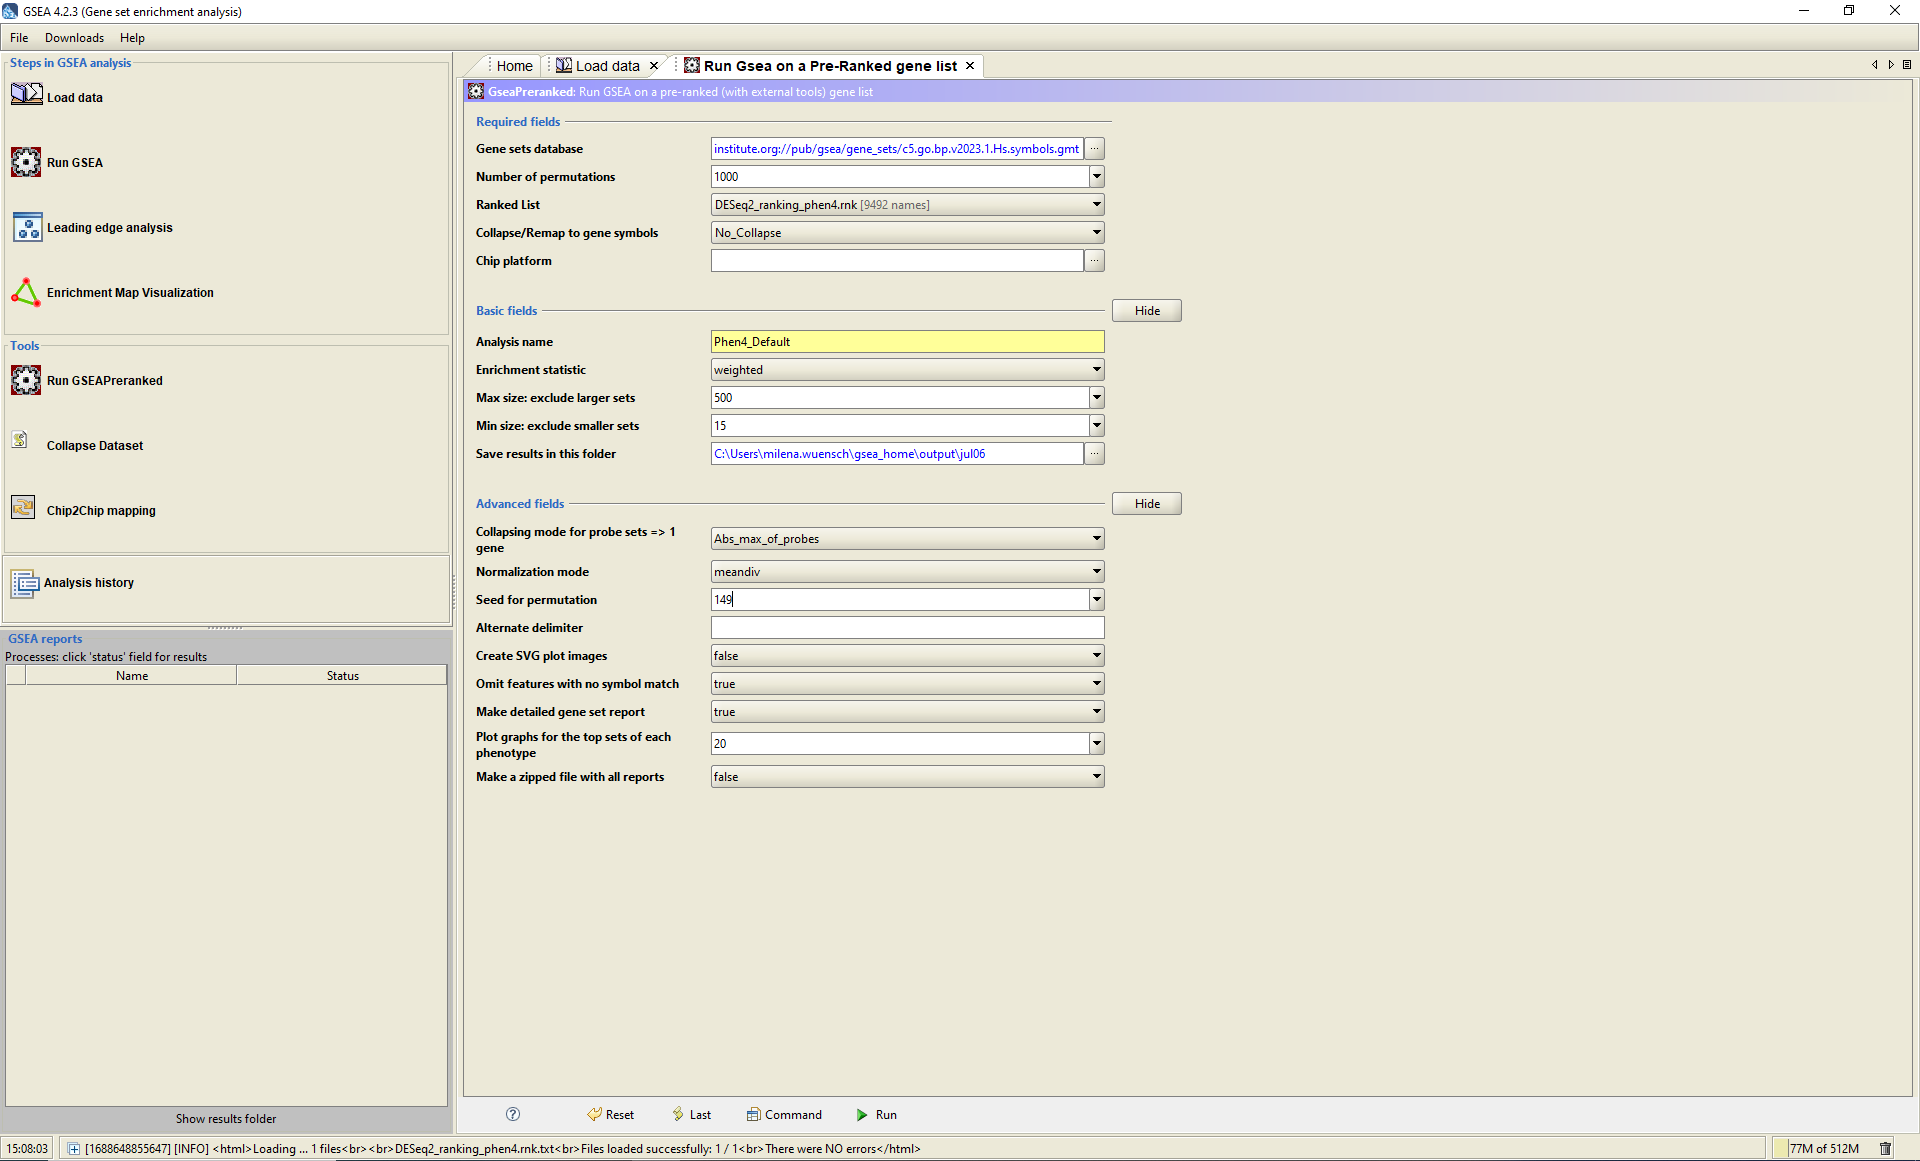 GSEA 4.2.3 (Gene set enrichment analysis)
File Downloads Help
Steps in GSEA analysis
Load data
Run GSEA
Leading edge analysis
Enrichment Map Visualization
Tools
Run GSEAPreranked
Collapse Dataset
Chip2Chip mapping
Analysis history
GSEA reports
Processes: click 'status' field for results
Name Status
Show results folder
Home Load data Run Gsea on a Pre-Ranked gene list
GseaPreranked: Run GSEA on a pre-ranked (with external tools) gene list
Required fields
Gene sets database institute.org://pub/gsea/gene_sets/c5.go.bp.v2023.1.Hs.symbols.gmt ...
Number of permutations 1000
Ranked List DESeq2_ranking_phen4.rnk [9492 names]
Collapse/Remap to gene symbols No_Collapse
Chip platform ...
Basic fields Hide
Analysis name Phen4_Default
Enrichment statistic weighted
Max size: exclude larger sets 500
Min size: exclude smaller sets 15
Save results in this folder C:\Users\milena.wuensch\gsea_home\output\jul06 ...
Advanced fields Hide
Collapsing mode for probe sets => 1
gene Abs_max_of_probes
Normalization mode meandiv
Seed for permutation 149
Alternate delimiter
Create SVG plot images false
Omit features with no symbol match true
Make detailed gene set report true
Plot graphs for the top sets of each
phenotype 20
Make a zipped file with all reports false
? Reset Last Command Run
15:08:03 [1688648855647] [INFO] <html>Loading ... 1 files<br><br>DESeq2_ranking_phen4.rnk.txt<br>Files loaded successfully: 1 / 1<br>There were NO errors</html> 77M of 512M